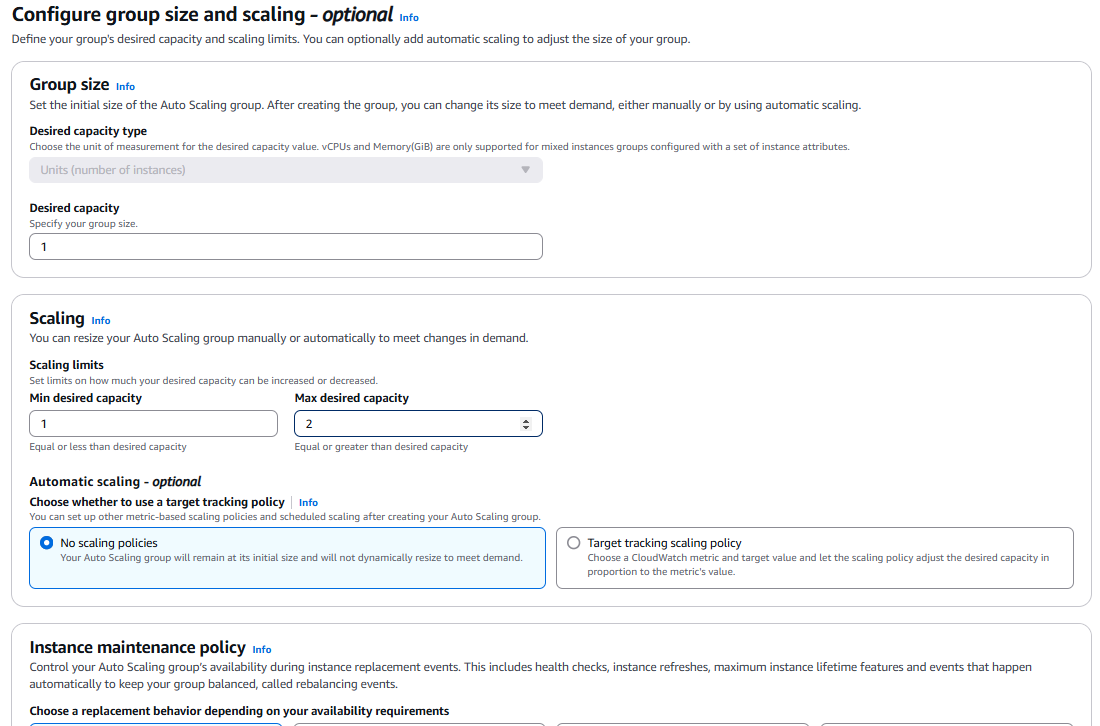 Configure group size and scaling - optional Info
Define your group's desired capacity and scaling limits. You can optionally add automatic scaling to adjust the size of your group.
Group size Info
Set the initial size of the Auto Scaling group. After creating the group, you can change its size to meet demand, either manually or by using automatic scaling.
Desired capacity type
Choose the unit of measurement for the desired capacity value. vCPUs and Memory(GiB) are only supported for mixed instances groups configured with a set of instance attributes.
Units (number of instances)
Desired capacity
Specify your group size.
1
Scaling Info
You can resize your Auto Scaling group manually or automatically to meet changes in demand.
Scaling limits
Set limits on how much your desired capacity can be increased or decreased.
Min desired capacity Max desired capacity
1 2
Equal or less than desired capacity Equal or greater than desired capacity
Automatic scaling - optional
Choose whether to use a target tracking policy Info
You can set up other metric-based scaling policies and scheduled scaling after creating your Auto Scaling group.
No scaling policies
Your Auto Scaling group will remain at its initial size and will not dynamically resize to meet demand.
Target tracking scaling policy
Choose a CloudWatch metric and target value and let the scaling policy adjust the desired capacity in
proportion to the metric's value.
Instance maintenance policy Info
Control your Auto Scaling group's availability during instance replacement events. This includes health checks, instance refreshes, maximum instance lifetime features and events that happen
automatically to keep your group balanced, called rebalancing events.
Choose a replacement behavior depending on your availability requirements